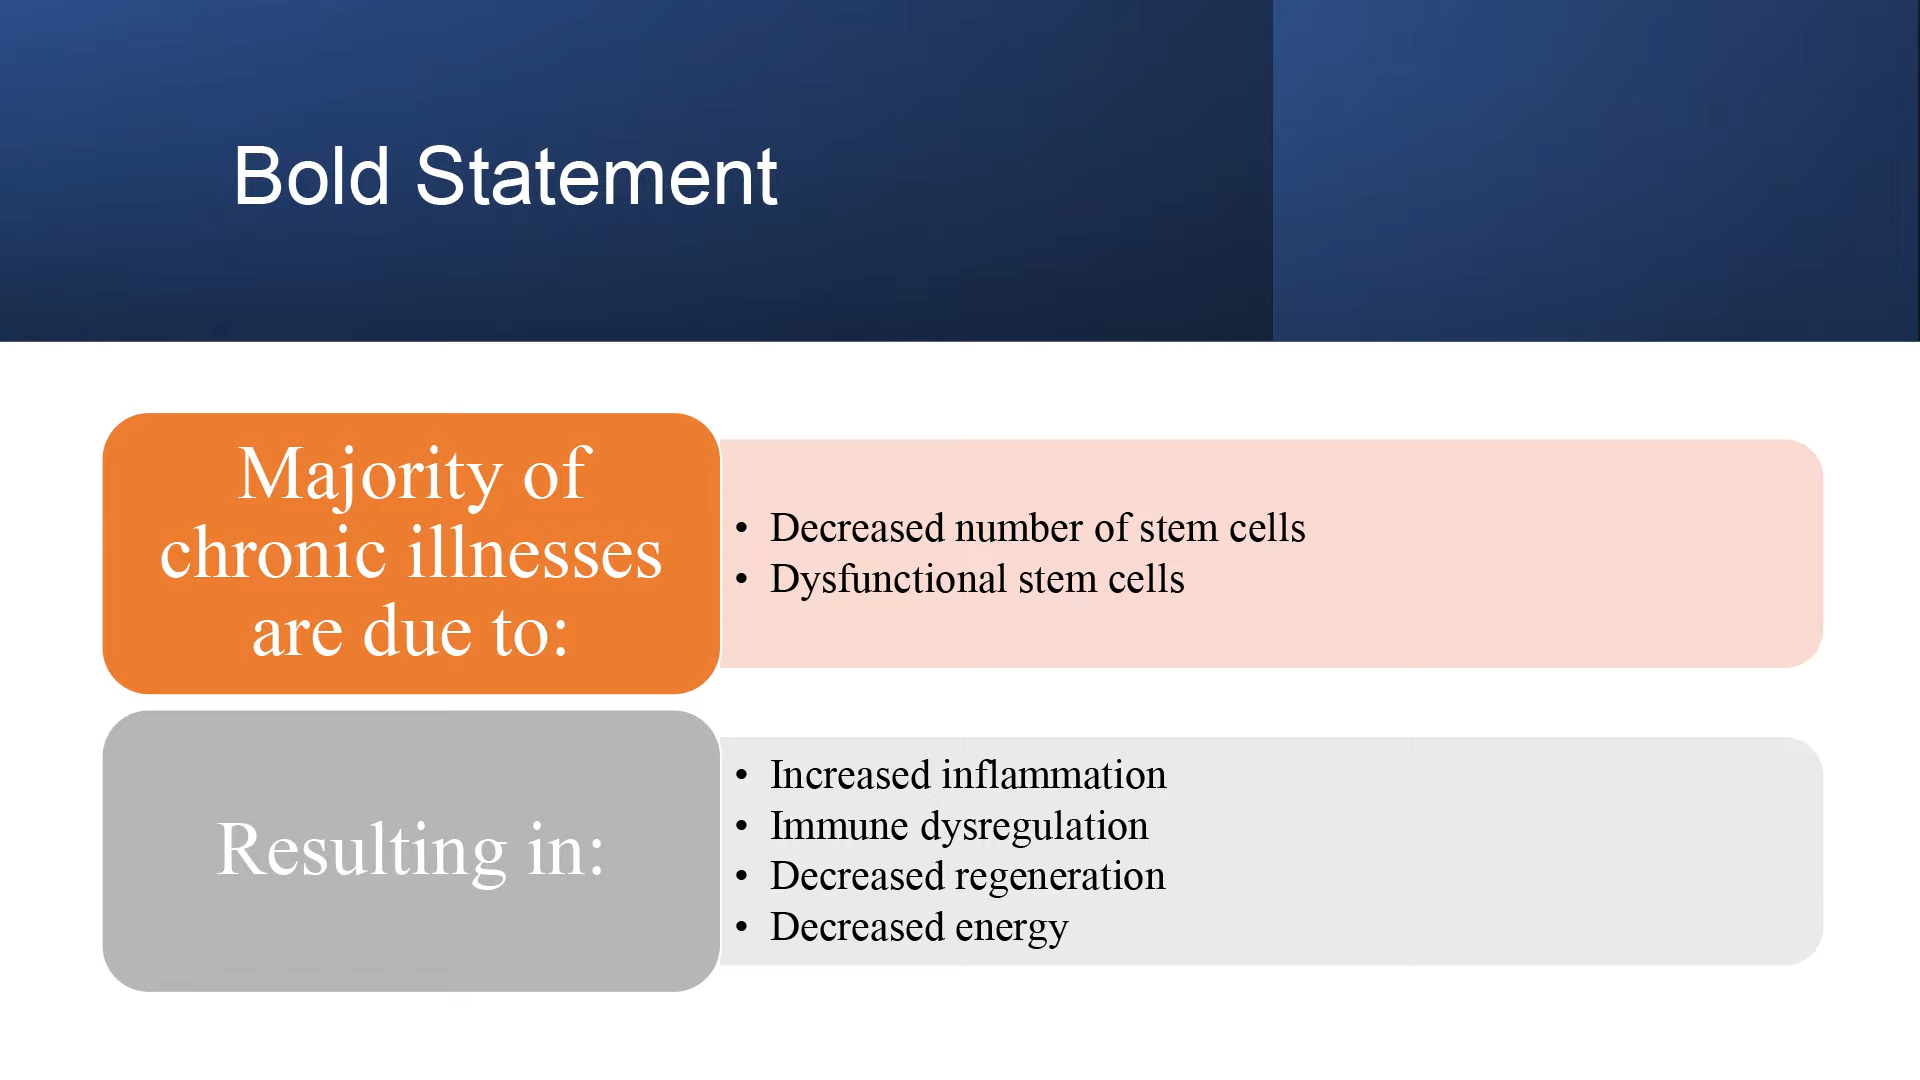 Bold Statement
Majority of
chronic illnesses
are due to:
• Decreased number of stem cells
• Dysfunctional stem cells
Resulting in:
• Increased inflammation
• Immune dysregulation
• Decreased regeneration
• Decreased energy